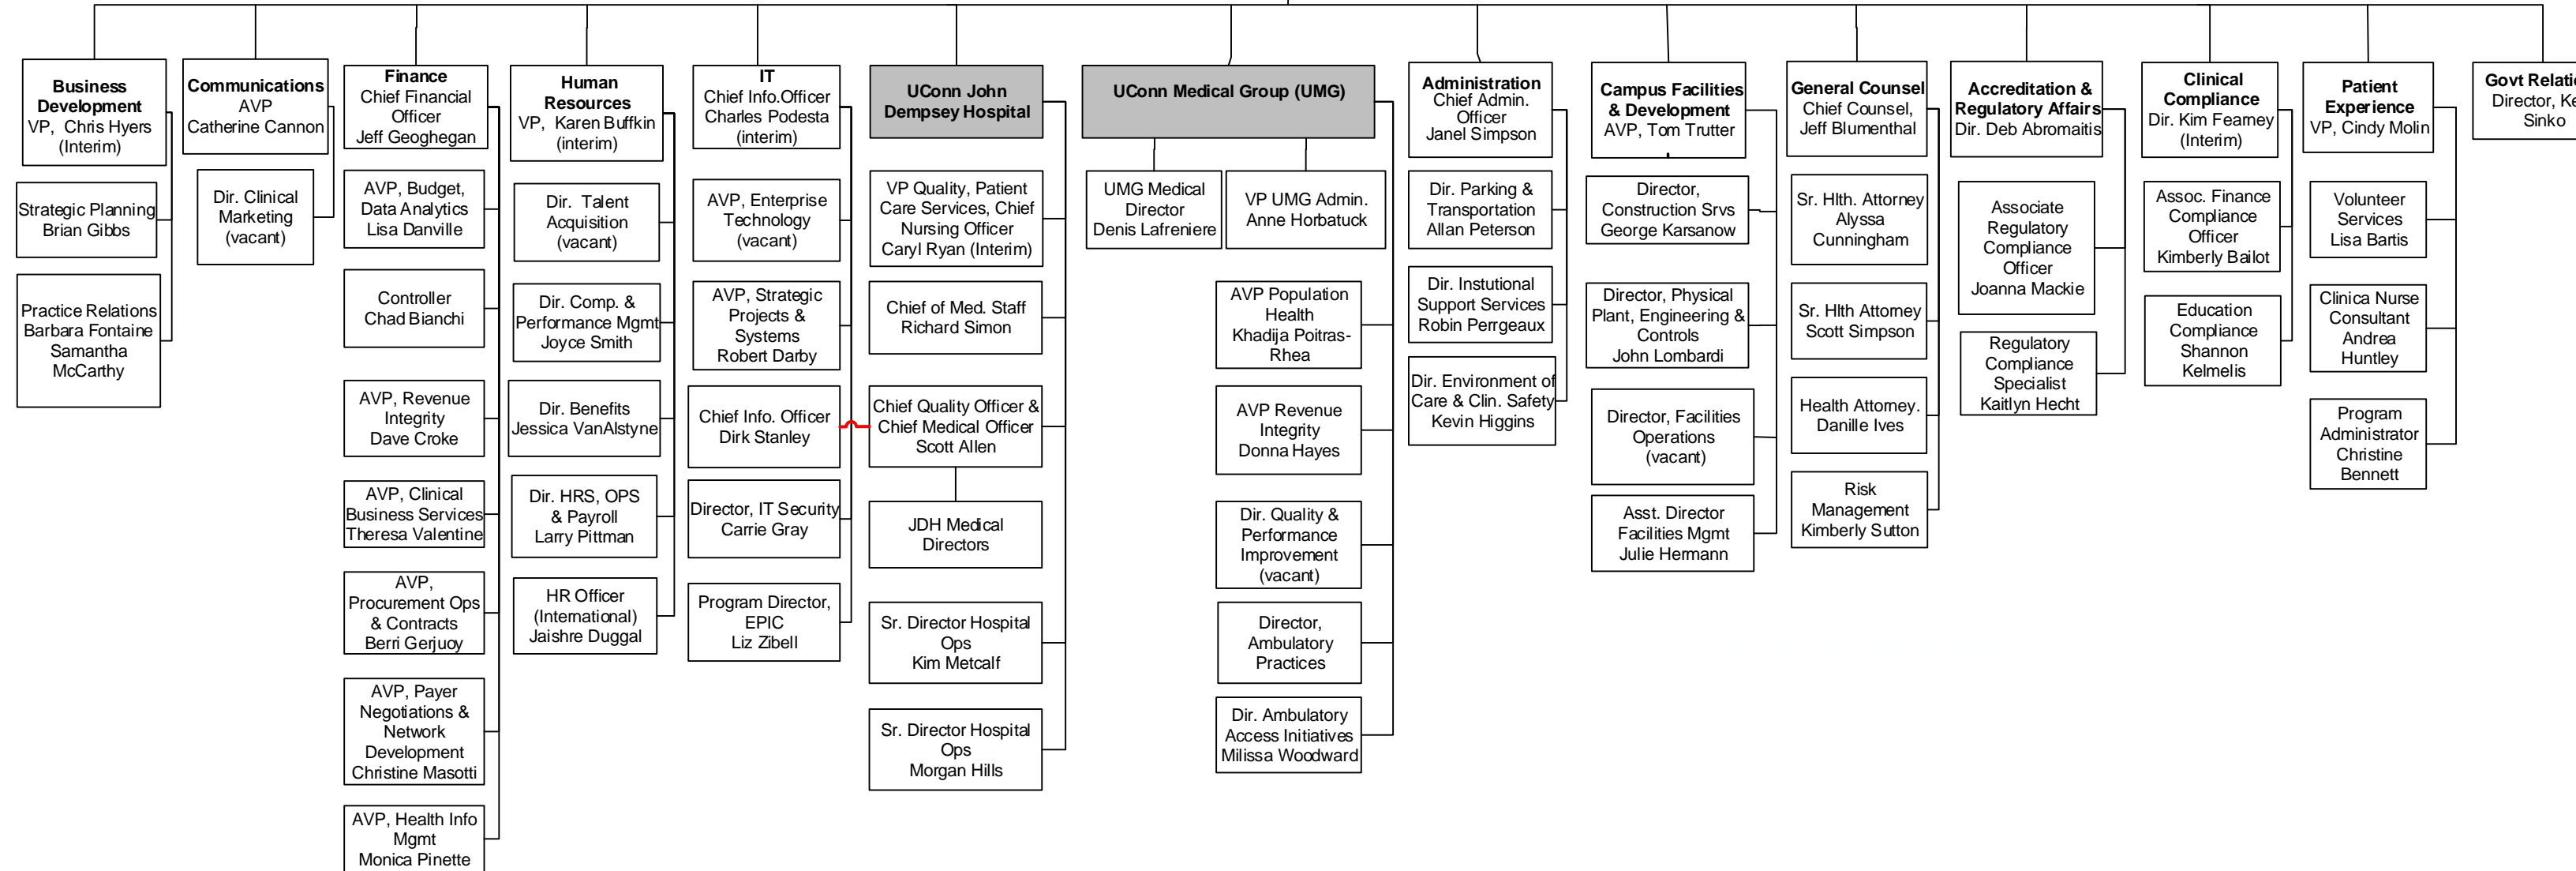 Business
Development
VP,  Chris Hyers
(Interim)
Strategic Planning
Brian Gibbs
Practice Relations
Barbara Fontaine
Samantha
McCarthy
Communications
AVP
Catherine Cannon
Dir. Clinical
Marketing
(vacant)
Finance
Chief Financial
Officer
Jeff Geoghegan
AVP, Budget,
Data Analytics
Lisa Danville
Controller
Chad Bianchi
AVP, Revenue
Integrity
Dave Croke
AVP, Clinical
Business Services
Theresa Valentine
AVP,
Procurement Ops
& Contracts
Berri Gerjuoy
AVP, Payer
Negotiations &
Network
Development
Christine Masotti
AVP, Health Info
Mgmt
Monica Pinette
Human
Resources
VP,  Karen Buffkin
(interim)
Dir.  Talent
Acquisition
(vacant)
Dir. Comp. &
Performance Mgmt
Joyce Smith
Dir. Benefits
Jessica VanAlstyne
Dir. HRS, OPS
& Payroll
Larry Pittman
HR Officer
(International)
Jaishre Duggal
IT
Chief Info.Officer
Charles Podesta
(interim)
AVP, Enterprise
Technology
(vacant)
AVP, Strategic
Projects &
Systems
Robert Darby
Chief Info. Officer
Dirk Stanley
Director, IT Security
Carrie Gray
Program Director,
EPIC
Liz Zibell
UConn John
Dempsey Hospital
VP Quality, Patient
Care Services, Chief
Nursing Officer
Caryl Ryan (Interim)
Chief of Med. Staff
Richard Simon
Chief Quality Officer &
Chief Medical Officer
Scott Allen
JDH Medical
Directors
Sr. Director Hospital
Ops
Kim Metcalf
Sr. Director Hospital
Ops
Morgan Hills
UConn Medical Group (UMG)
UMG Medical
Director
Denis Lafreniere
VP UMG Admin.
Anne Horbatuck
AVP Population
Health
Khadija Poitras-
Rhea
AVP Revenue
Integrity
Donna Hayes
Dir. Quality &
Performance
Improvement
(vacant)
Director,
Ambulatory
Practices
Dir. Ambulatory
Access Initiatives
Milissa Woodward
Administration
Chief Admin.
Officer
Janel Simpson
Dir. Parking &
Transportation
Allan Peterson
Dir. Instutional
Support Services
Robin Perrgeaux
Dir. Environment of
Care & Clin. Safety
Kevin Higgins
Campus Facilities
& Development
AVP, Tom Trutter
Director,
Construction Srvs
George Karsanow
Director, Physical
Plant, Engineering &
Controls
John Lombardi
Director, Facilities
Operations
(vacant)
Asst. Director
Facilities Mgmt
Julie Hermann
General Counsel
Chief Counsel,
Jeff Blumenthal
Sr. Hlth. Attorney
Alyssa
Cunningham
Sr. Hlth Attorney
Scott Simpson
Health Attorney.
Danille Ives
Risk
Management
Kimberly Sutton
Accreditation &
Regulatory Affairs
Dir. Deb Abromaitis
Associate
Regulatory
Compliance
Officer
Joanna Mackie
Regulatory
Compliance
Specialist
Kaitlyn Hecht
Clinical
Compliance
Dir. Kim Fearney
(Interim)
Assoc. Finance
Compliance
Officer
Kimberly Bailot
Education
Compliance
Shannon
Kelmelis
Patient
Experience
VP, Cindy Molin
Volunteer
Services
Lisa Bartis
Clinica Nurse
Consultant
Andrea
Huntley
Program
Administrator
Christine
Bennett
Govt
Director,
Sinko